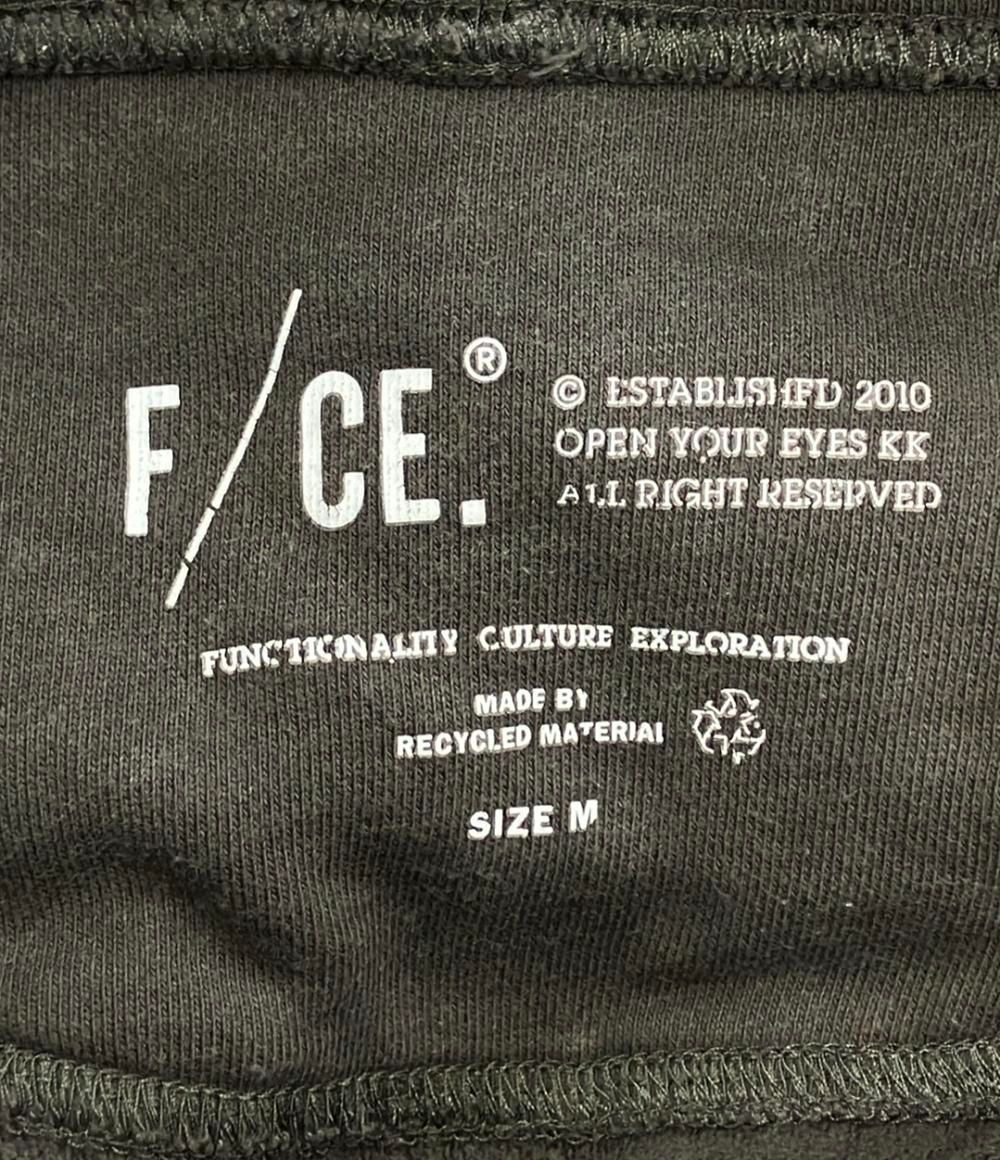 F/CE.®
© ESTABLISHED 2010
OPEN YOUR EYES KK
ALL RIGHT RESERVED
FUNCTIONALITY CULTURE EXPLORATION
MADE BY
RECYCLED MATERIAL
SIZE M